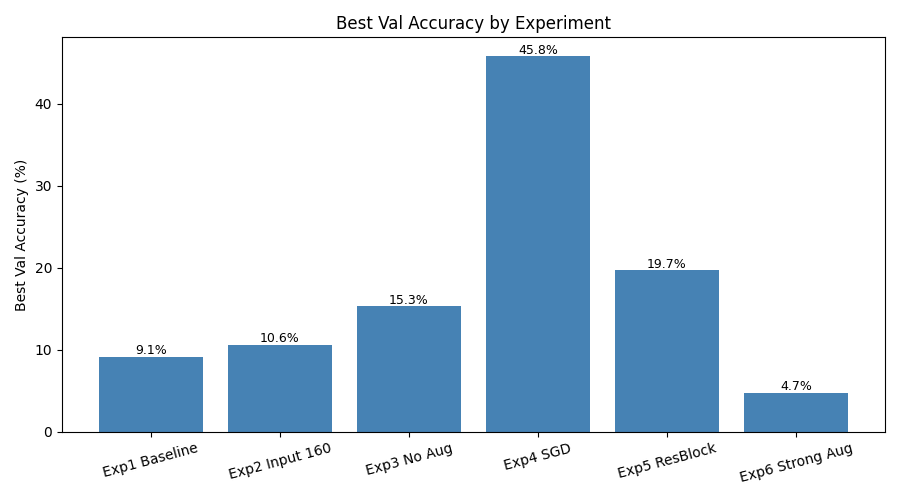 Best Val Accuracy by Experiment
Best Val Accuracy (%)
40
30
20
10
0
9.1%
10.6%
15.3%
45.8%
19.7%
4.7%
Exp1 Baseline
Exp2 Input 160
Exp3 No Aug
Exp4 SGD
Exp5 ResBlock
Exp6 Strong Aug